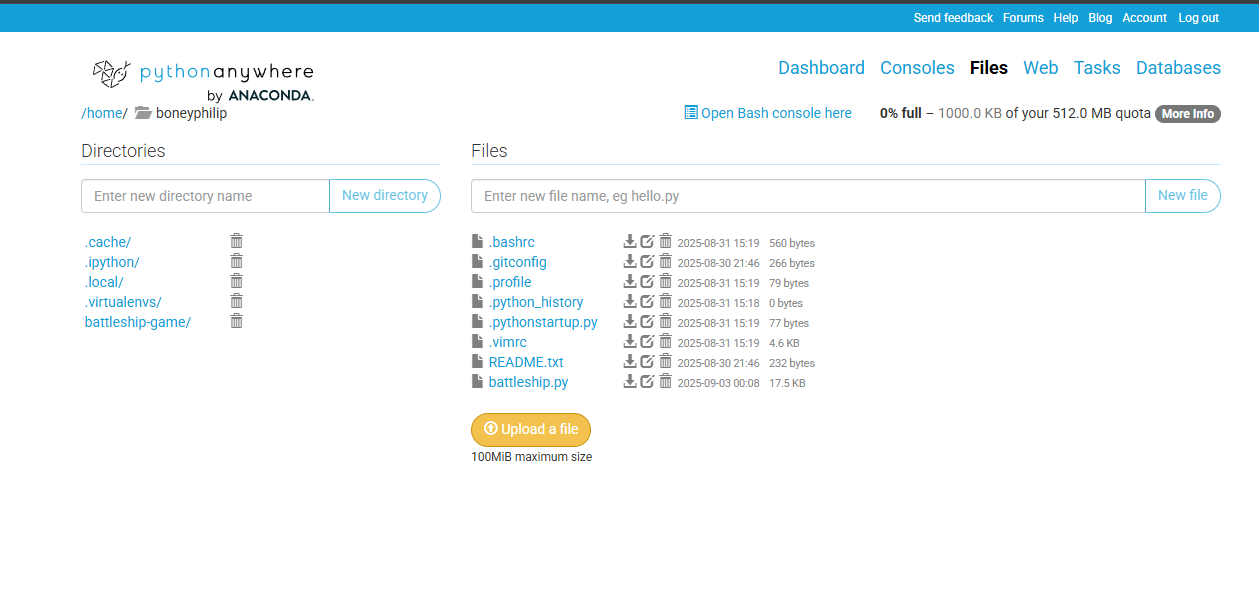 Send feedback Forums Help Blog Account Log out
pythonanywhere
by ANACONDA.
Dashboard Consoles Files Web Tasks Databases
/home/ boneyphilip
Open Bash console here 0% full – 1000.0 KB of your 512.0 MB quota More Info
Directories
Enter new directory name New directory
.cache/
.ipython/
.local/
.virtualenvs/
battleship-game/
Files
Enter new file name, eg hello.py New file
.bashrc 2025-08-31 15:19 560 bytes
.gitconfig 2025-08-30 21:46 266 bytes
.profile 2025-08-31 15:19 79 bytes
.python_history 2025-08-31 15:18 0 bytes
.pythonstartup.py 2025-08-31 15:19 77 bytes
.vimrc 2025-08-31 15:19 4.6 KB
README.txt 2025-08-30 21:46 232 bytes
battleship.py 2025-09-03 00:08 17.5 KB
Upload a file
100MiB maximum size